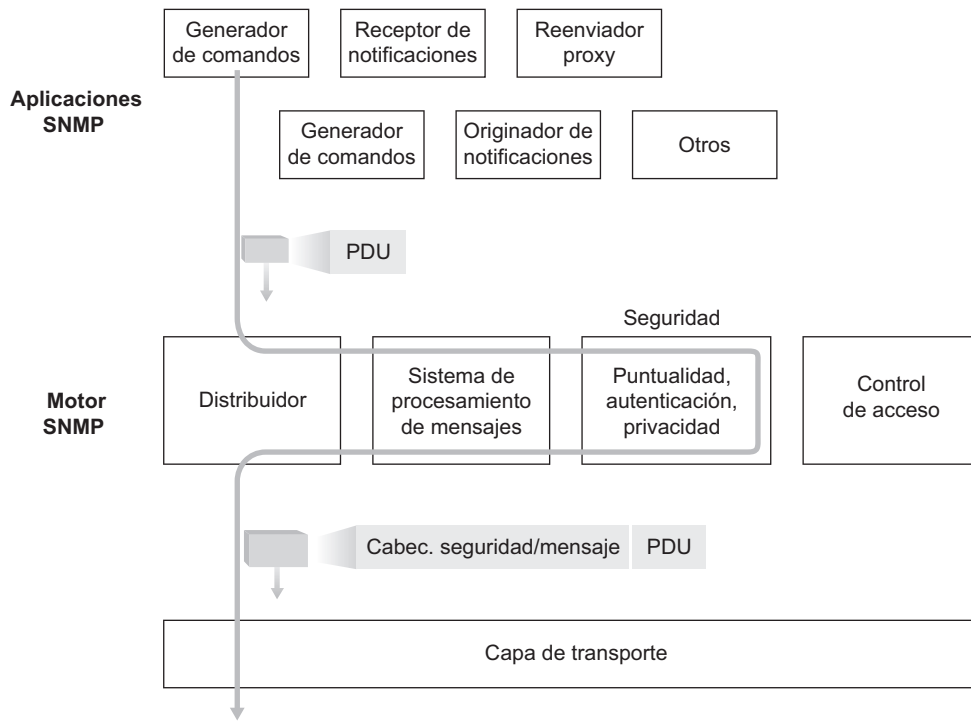 Generador
de comandos
Receptor de
notificaciones
Reenviador
proxy
Aplicaciones
SNMP
Generador
de comandos
Originador de
notificaciones
Otros
PDU
Seguridad
Motor
SNMP
Distribuidor
Sistema de
procesamiento
de mensajes
Puntualidad,
autenticación,
privacidad
Control
de acceso
Cabec. seguridad/mensaje
PDU
Capa de transporte